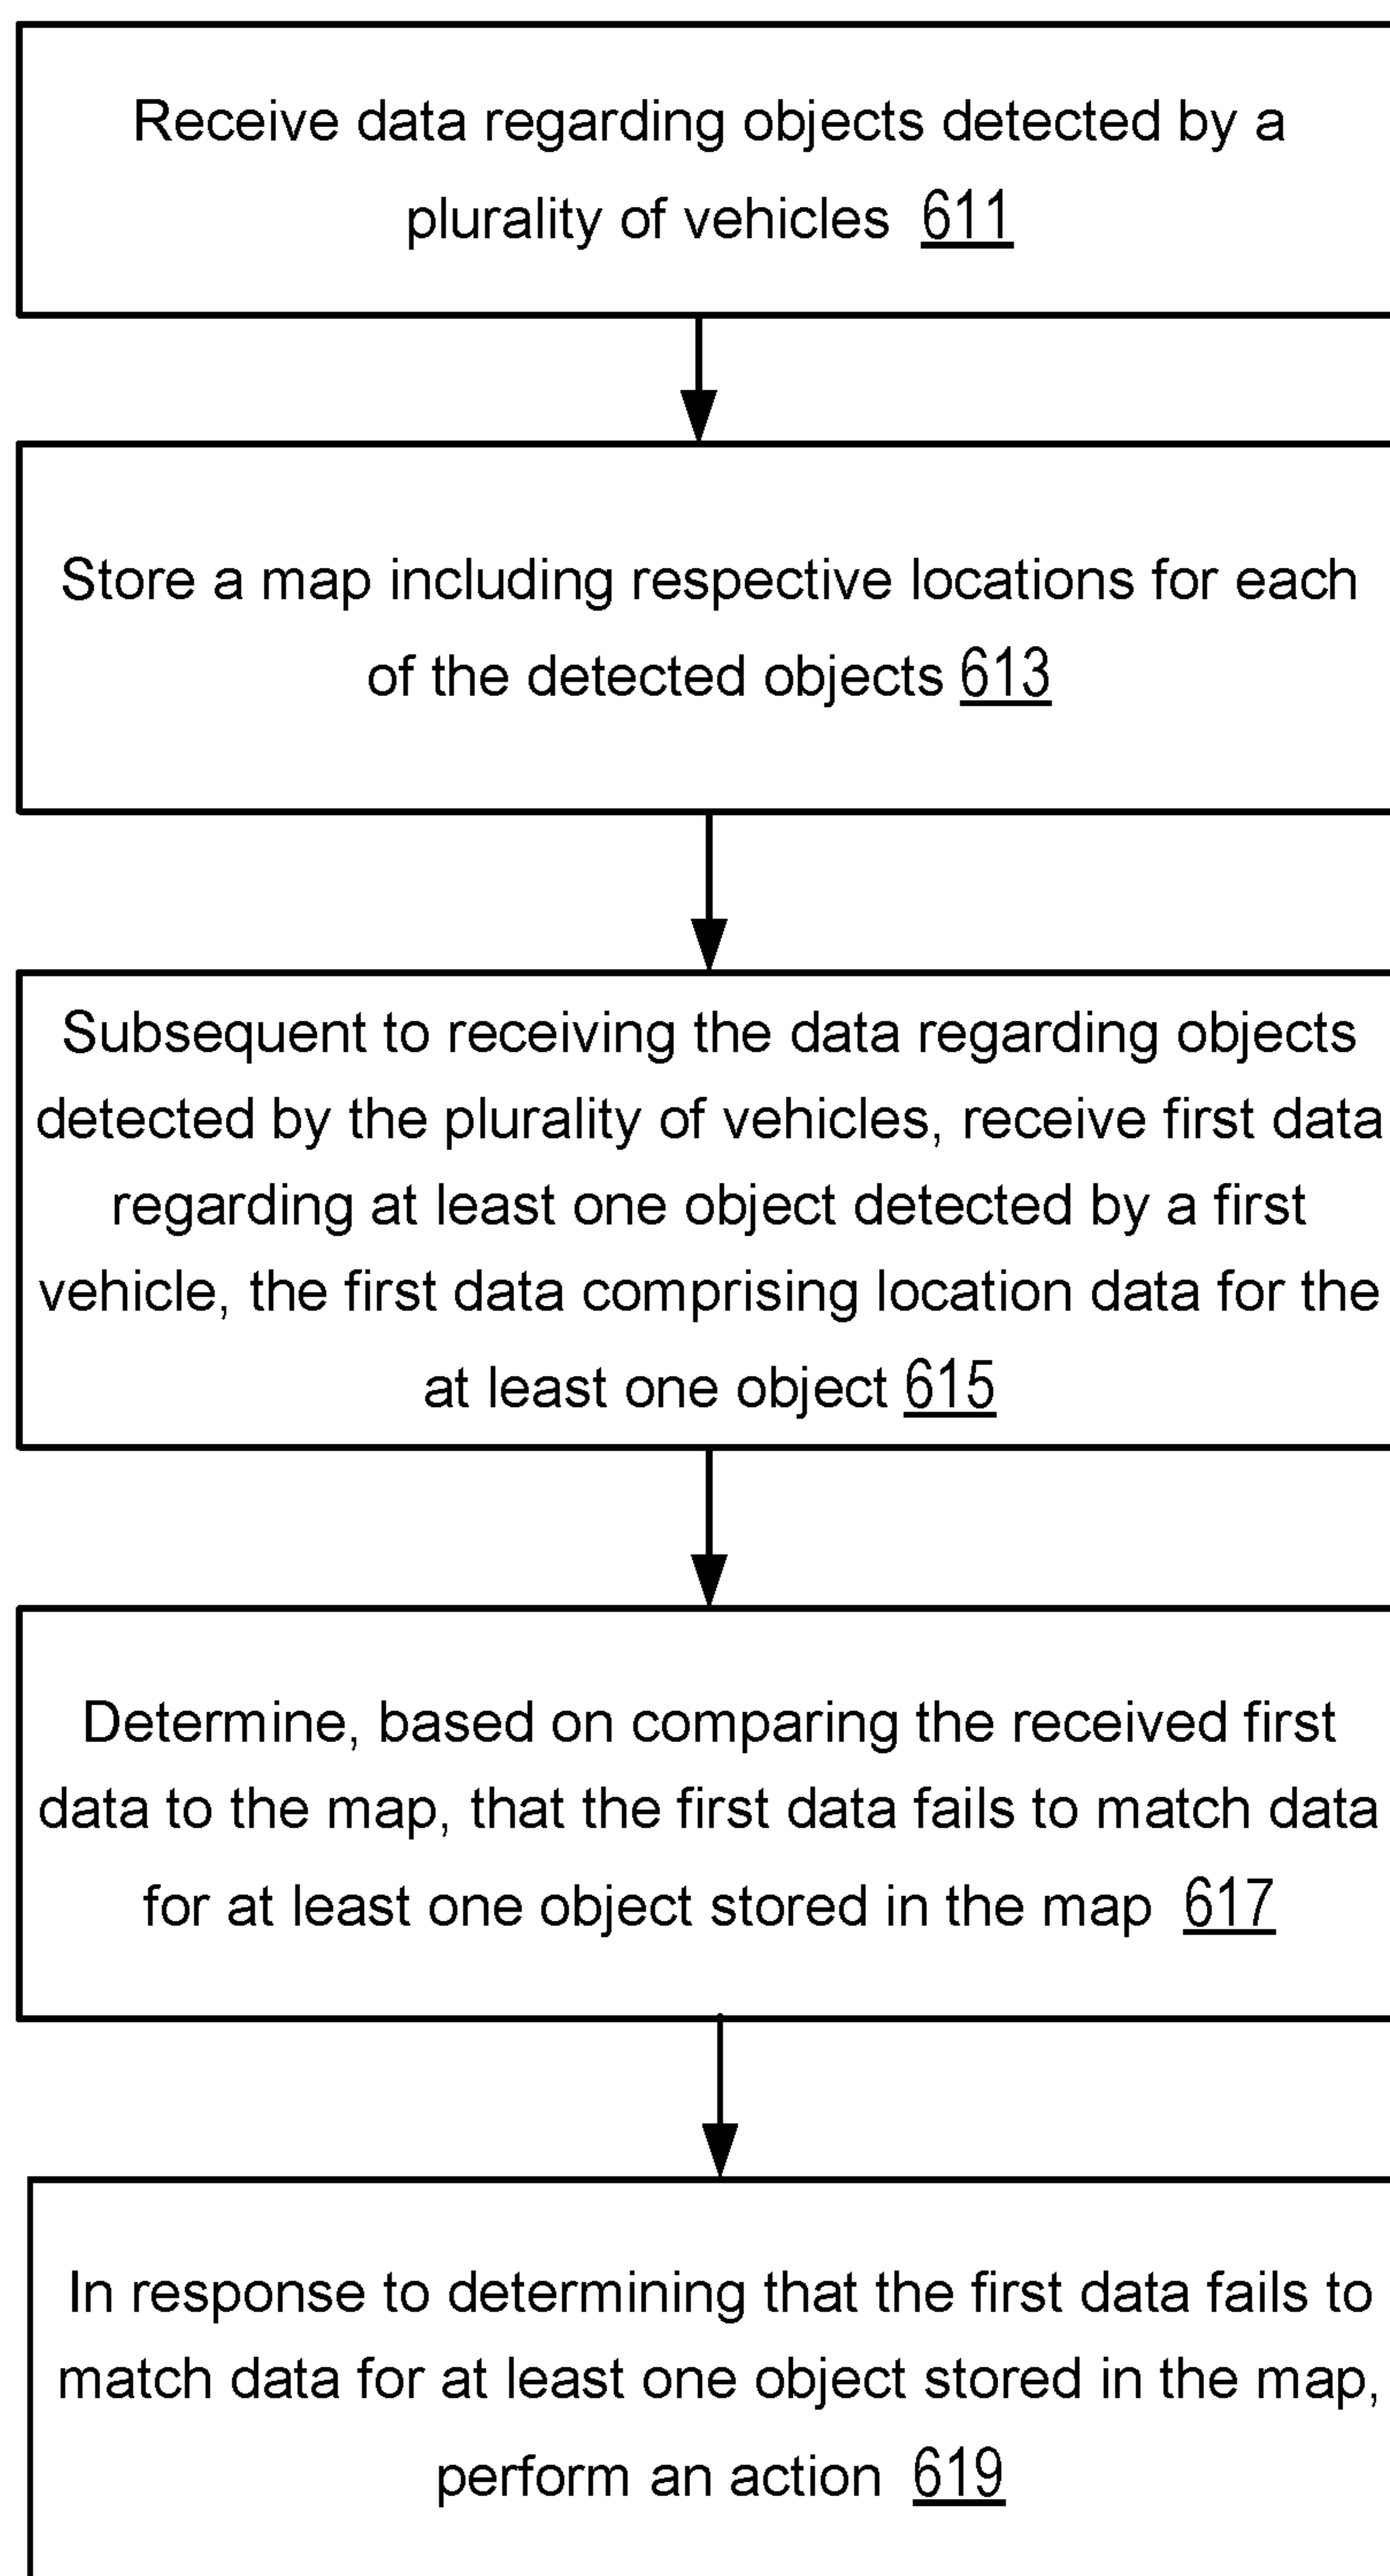 Receive data regarding objects detected by a
plurality of vehicles 611
Store a map including respective locations for each
of the detected objects 613
Subsequent to receiving the data regarding objects
detected by the plurality of vehicles, receive first data
regarding at least one object detected by a first
vehicle, the first data comprising location data for the
at least one object 615
Determine, based on comparing the received first
data to the map, that the first data fails to match data
for at least one object stored in the map 617
In response to determining that the first data fails to
match data for at least one object stored in the map,
perform an action 619